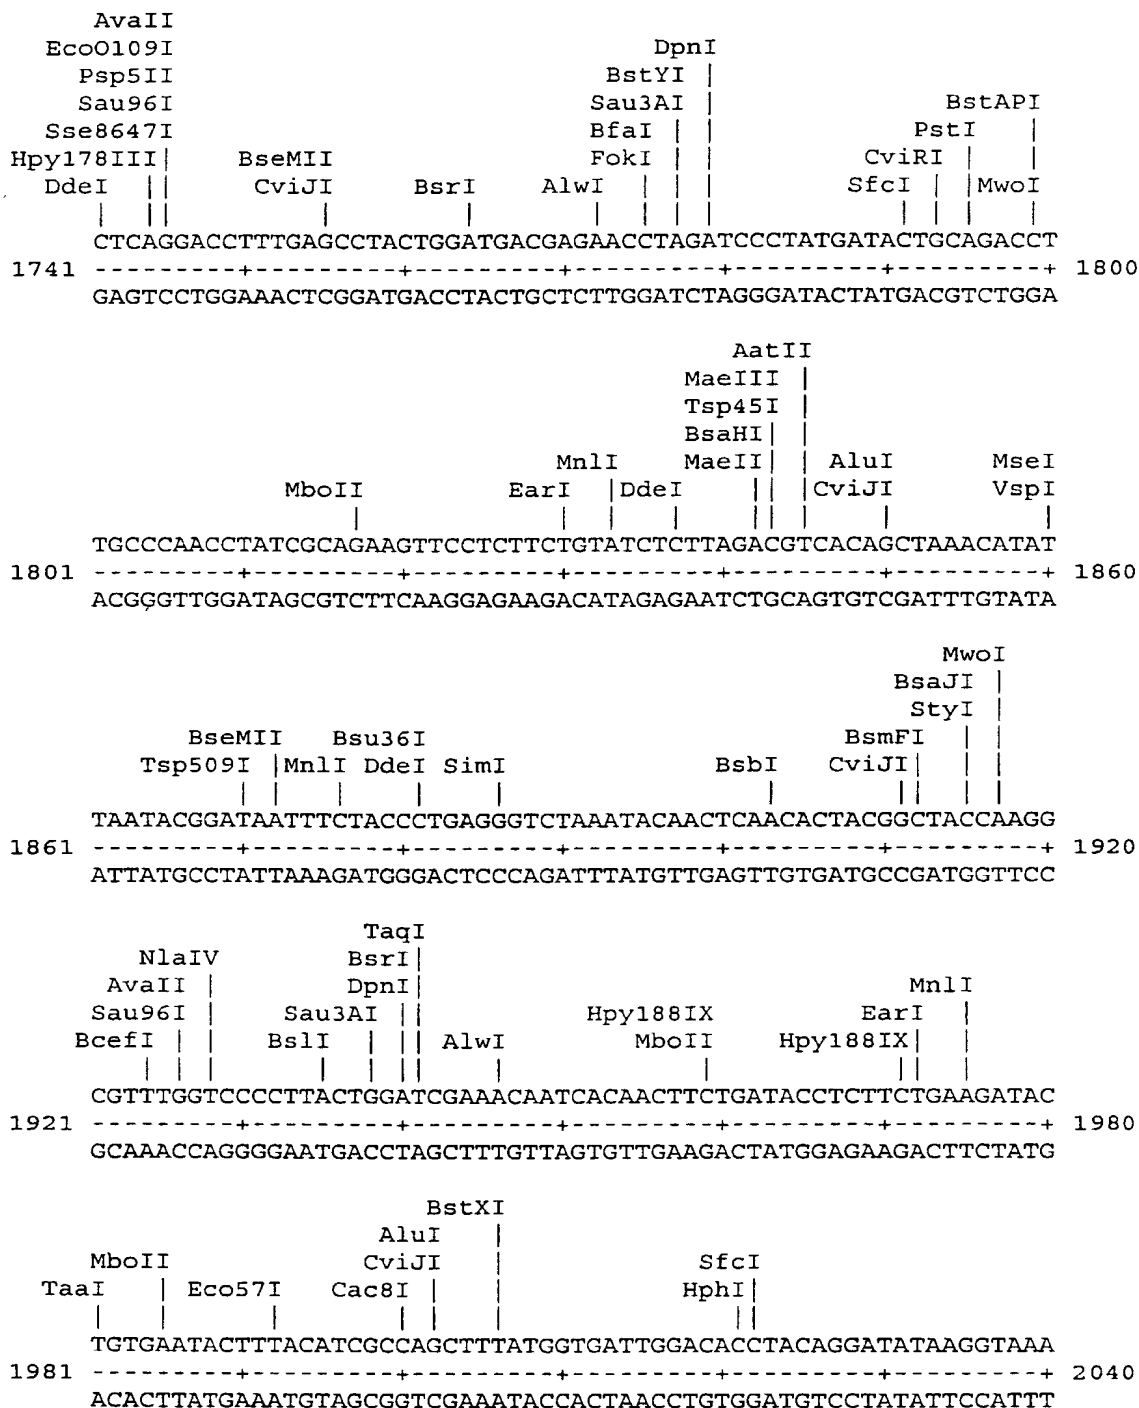 AvaII
EcoO109I
Psp5II DpnI
Sau96I BstYI |
Sse8647I Sau3AI | BstAPI
Hpy178III| BfaI | PstI |
DdeI || BseMII FokI | CviRI |
CviJI BsrI AlwI SfcI MwoI
CTCAGGACCTTTGAGCCTACTGGATGACGAGAACCTAGATCCCTATGATACTGCAGACCT
1741 ---------+---------+---------+---------+---------+---------+ 1800
GAGTCCTGGAAACTCGGATGACCTACTGCTCTTGGATCTAGGGATACTATGACGTCTGGA
AatII
MaeIII |
Tsp45I |
BsaHI| |
MnlI MaeII| | AluI MseI
MboII EarI |DdeI || | CviJI VspI
TGCCCAACCTATCGCAGAAGTTCCTCTTCTGTATCTCTTAGACGTCACAGCTAAACATAT
1801 ---------+---------+---------+---------+---------+---------+ 1860
ACGGGTTGGATAGCGTCTTCAAGGAGAAGACATAGAGAATCTGCAGTGTCGATTTGTATA
MwoI
BsaJI |
StyI |
BseMII Bsu36I BsmFI | |
Tsp509I |MnlI DdeI SimI BsbI CviJI| | |
TAATACGGATAATTTCTACCCTGAGGGTCTAAATACAACTCAACACTACGGCTACCAAGG
1861 ---------+---------+---------+---------+---------+---------+ 1920
ATTATGCCTATTAAAGATGGGACTCCCAGATTTATGTTGAGTTGTGATGCCGATGGTTCC
TaqI
NlaIV BsrI|
AvaII | DpnI| MnlI
Sau96I | Sau3AI || Hpy188IX EarI |
BcefI | | BslI | || AlwI MboII Hpy188IX| |
CGTTTGGTCCCCTTACTGGATCGAAACAATCACAACTTCTGATACCTCTTCTGAAGATAC
1921 ---------+---------+---------+---------+---------+---------+ 1980
GCAAACCAGGGGAATGACCTAGCTTTGTTAGTGTTGAAGACTATGGAGAAGACTTCTATG
BstXI
AluI |
MboII CviJI | SfcI
TaaI | Eco57I Cac8I | | HphI|
TGTGAATACTTTACATCGCCAGCTTTATGGTGATTGGACACCTACAGGATATAAGGTAAA
1981 ---------+---------+---------+---------+---------+---------+ 2040
ACACTTATGAAATGTAGCGGTCGAAATACCACTAACCTGTGGATGTCCTATATTCCATTT